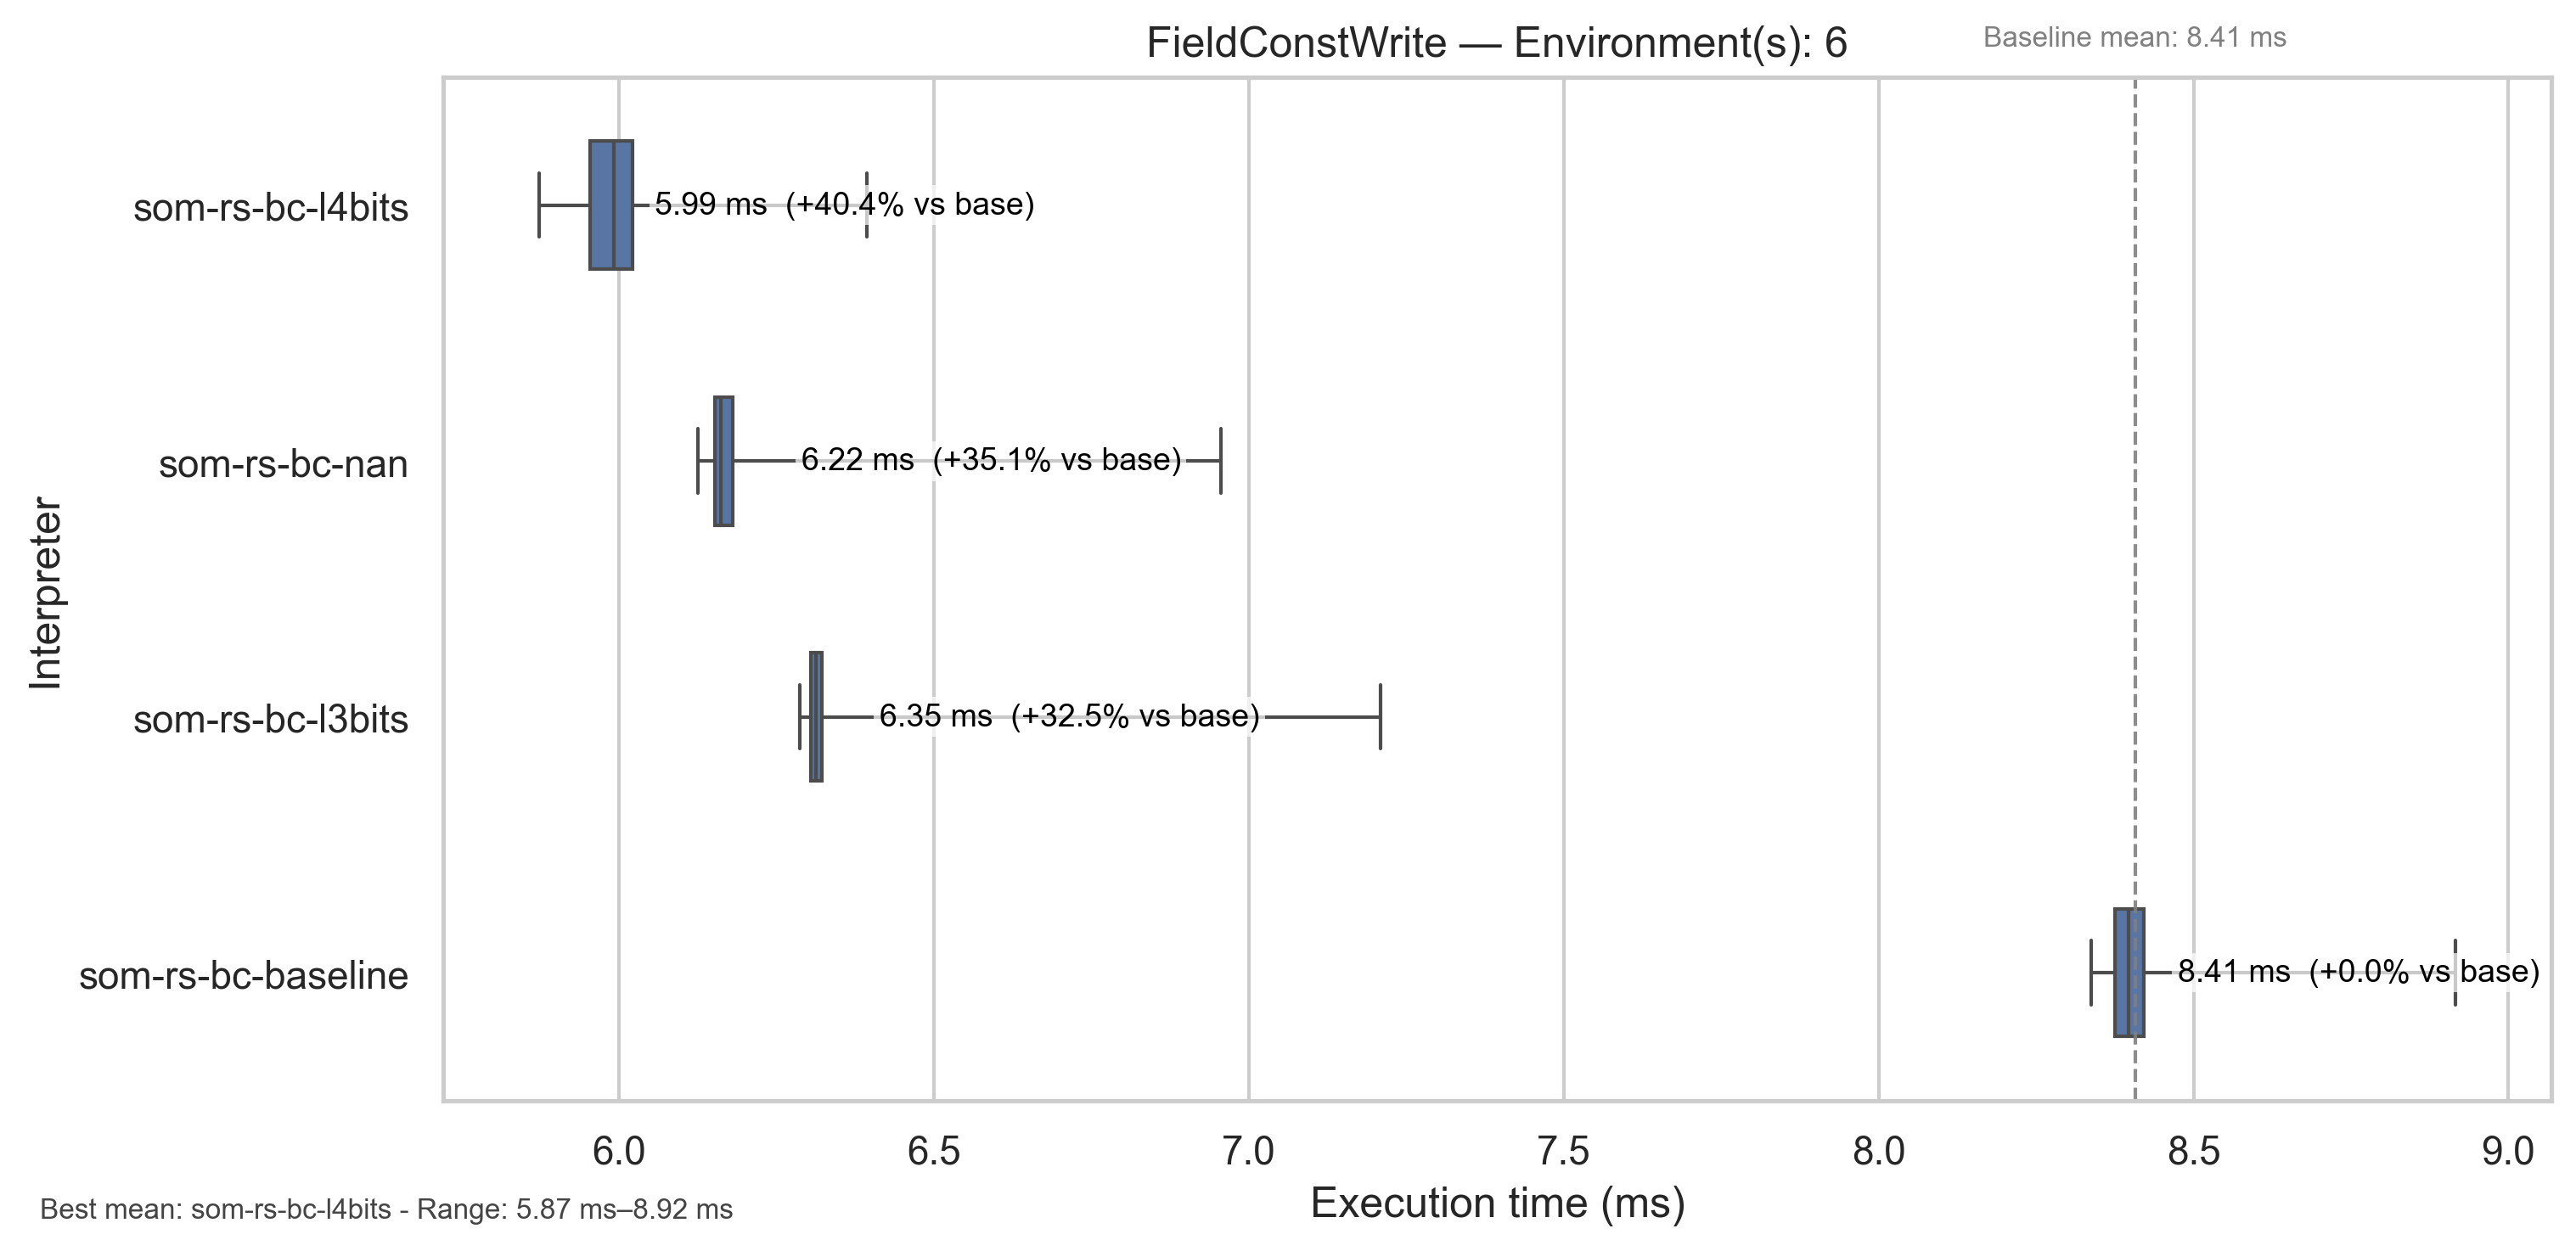 FieldConstWrite — Environment(s): 6
Baseline mean: 8.41 ms
Interpreter
som-rs-bc-l4bits
5.99 ms (+40.4% vs base)
som-rs-bc-nan
6.22 ms (+35.1% vs base)
som-rs-bc-l3bits
6.35 ms (+32.5% vs base)
som-rs-bc-baseline
8.41 ms (+0.0% vs base)
6.0 6.5 7.0 7.5 8.0 8.5 9.0
Execution time (ms)
Best mean: som-rs-bc-l4bits - Range: 5.87 ms–8.92 ms